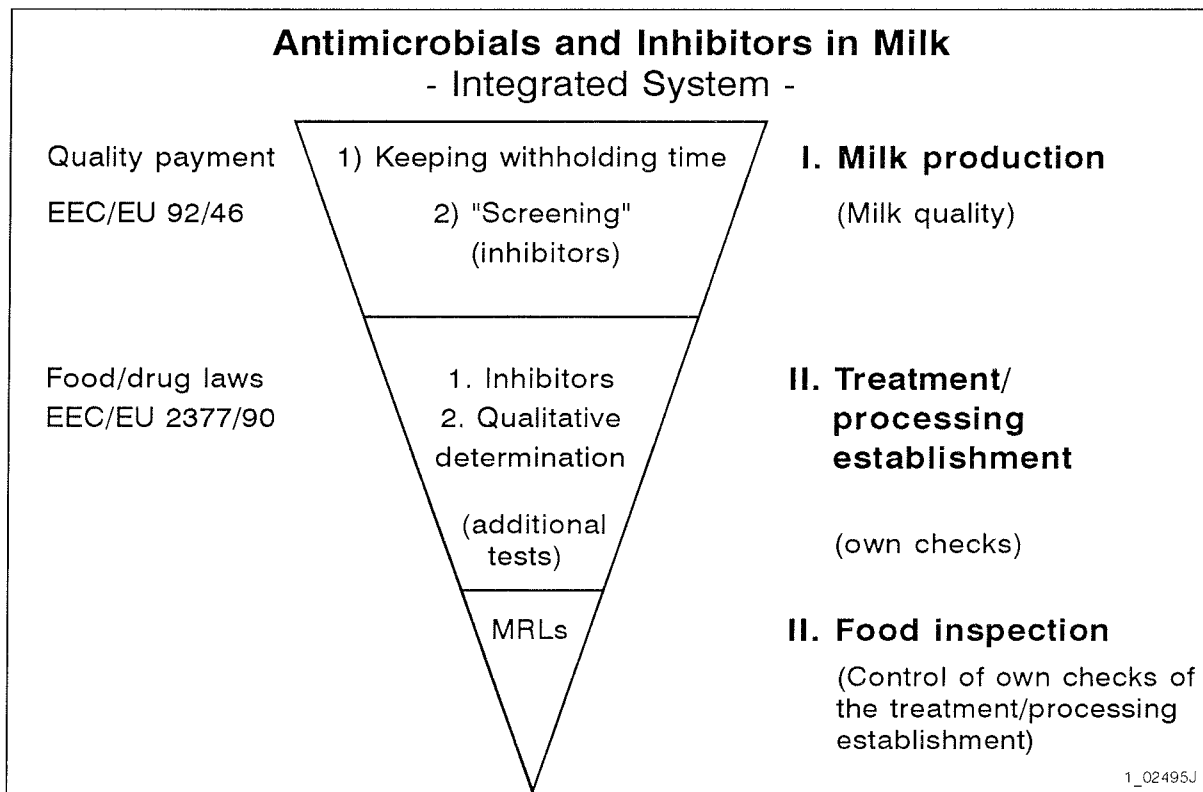 Antimicrobials and Inhibitors in Milk
- Integrated System -
Quality payment
EEC/EU 92/46
1) Keeping withholding time
2) "Screening"
(inhibitors)
I. Milk production
(Milk quality)
Food/drug laws
EEC/EU 2377/90
1. Inhibitors
2. Qualitative
determination
(additional
tests)
II. Treatment/
processing
establishment
(own checks)
MRLs
II. Food inspection
(Control of own checks of
the treatment/processing
establishment)
1_02495J